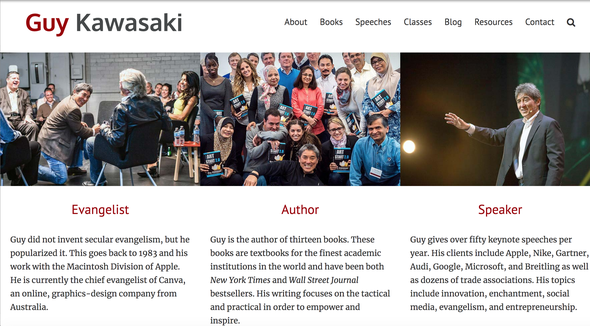 Guy Kawasaki
About Books Speeches Classes Blog Resources Contact
Evangelist
Guy did not invent secular evangelism, but he
popularized it. This goes back to 1983 and his
work with the Macintosh Division of Apple.
He is currently the chief evangelist of Canva,
an online, graphics-design company from
Australia.
Author
Guy is the author of thirteen books. These
books are textbooks for the finest academic
institutions in the world and have been both
New York Times and Wall Street Journal
bestsellers. His writing focuses on the tactical
and practical in order to empower and
inspire.
Speaker
Guy gives over fifty keynote speeches per
year. His clients include Apple, Nike, Gartner,
Audi, Google, Microsoft, and Breitling as well
as dozens of trade associations. His topics
include innovation, enchantment, social
media, evangelism, and entrepreneurship.